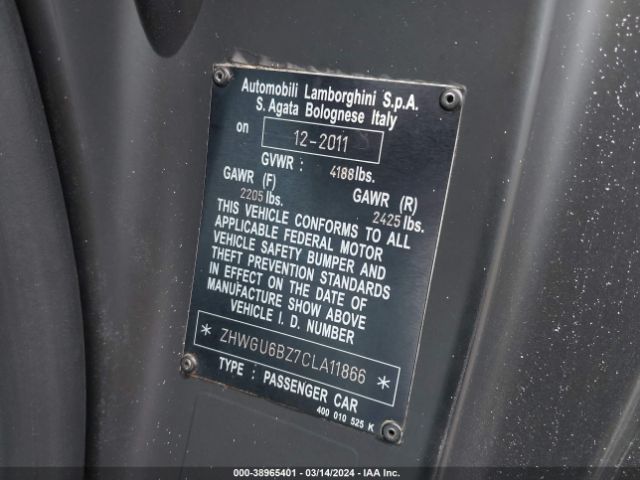 Automobili Lamborghini S.p.A.
S. Agata Bolognese Italy
on 12-2011
GVWR : 4188lbs.
GAWR (F) GAWR (R)
2205 lbs. 2425 lbs.
THIS VEHICLE CONFORMS TO ALL
APPLICABLE FEDERAL MOTOR
VEHICLE SAFETY BUMPER AND
THEFT PREVENTION STANDARDS
IN EFFECT ON THE DATE OF
MANUFACTURE SHOW ABOVE
VEHICLE I. D. NUMBER
* ZHWGU6BZ7CLA11866 *
TYPE : PASSENGER CAR
400 010 525 K
000-38965401 - 03/14/2024 - IAA Inc.